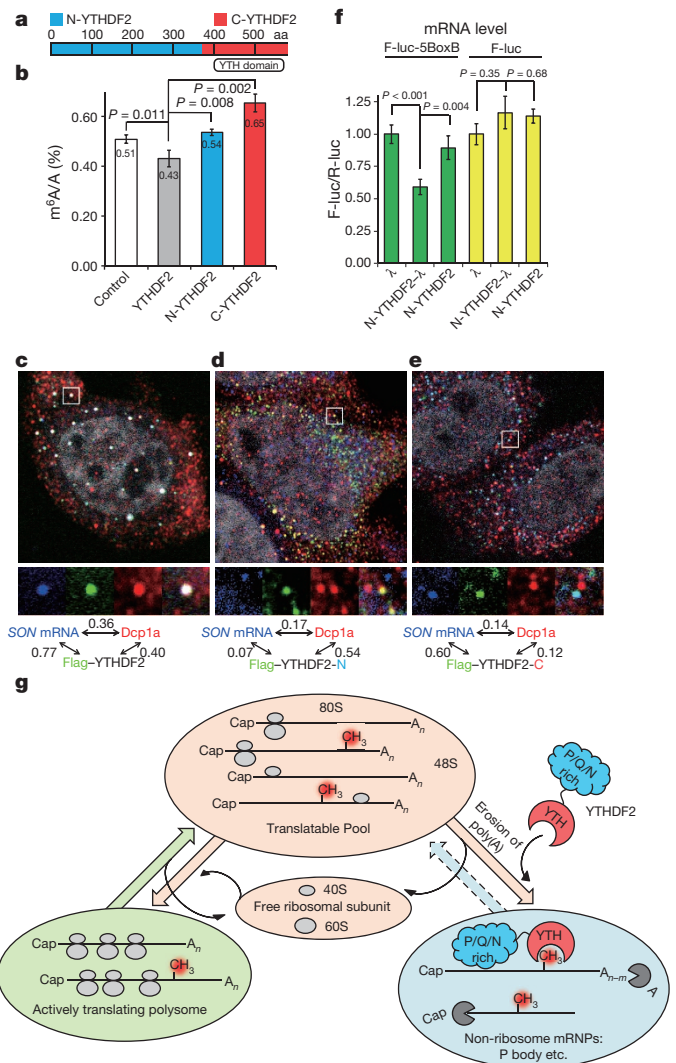 a
N-YTHDF2
C-YTHDF2
0 100 200 300 400 500 aa
YTH domain
b
m⁶A/A (%)
0.60
0.40
0.20
0.00
P = 0.011
P = 0.002
P = 0.008
0.51
0.43
0.54
0.65
Control
YTHDF2
N-YTHDF2
C-YTHDF2
f
mRNA level
F-luc-5BoxB
F-luc
P < 0.001
P = 0.004
P = 0.35
P = 0.68
F-luc/R-luc
1.25
1.00
0.75
0.50
0.25
0.00
λ
N-YTHDF2–λ
N-YTHDF2
λ
N-YTHDF2–λ
N-YTHDF2
c
d
e
SON mRNA 0.36 Dcp1a
0.77 0.40
Flag–YTHDF2
SON mRNA 0.17 Dcp1a
0.07 0.54
Flag–YTHDF2-N
SON mRNA 0.14 Dcp1a
0.60 0.12
Flag–YTHDF2-C
g
80S
Cap Aₙ
CH₃
Cap Aₙ
48S
Cap Aₙ
CH₃
Cap Aₙ
Translatable Pool
P/Q/N
rich
YTH
YTHDF2
Erosion of
poly(A)
40S
Free ribosomal subunit
60S
Cap Aₙ
CH₃
Cap Aₙ
Actively translating polysome
P/Q/N
rich
YTH
CH₃
Cap Aₙ₋ₘ
A
CH₃
Cap
Non-ribosome mRNPs:
P body etc.